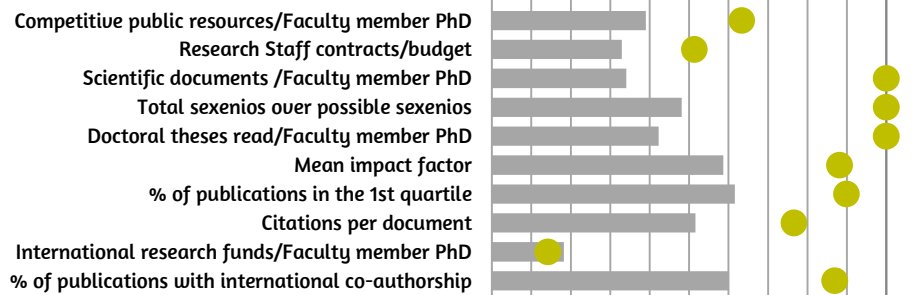 Competitive public resources/Faculty member PhD
Research Staff contracts/budget
Scientific documents /Faculty member PhD
Total sexenios over possible sexenios
Doctoral theses read/Faculty member PhD
Mean impact factor
% of publications in the 1st quartile
Citations per document
International research funds/Faculty member PhD
% of publications with international co-authorship